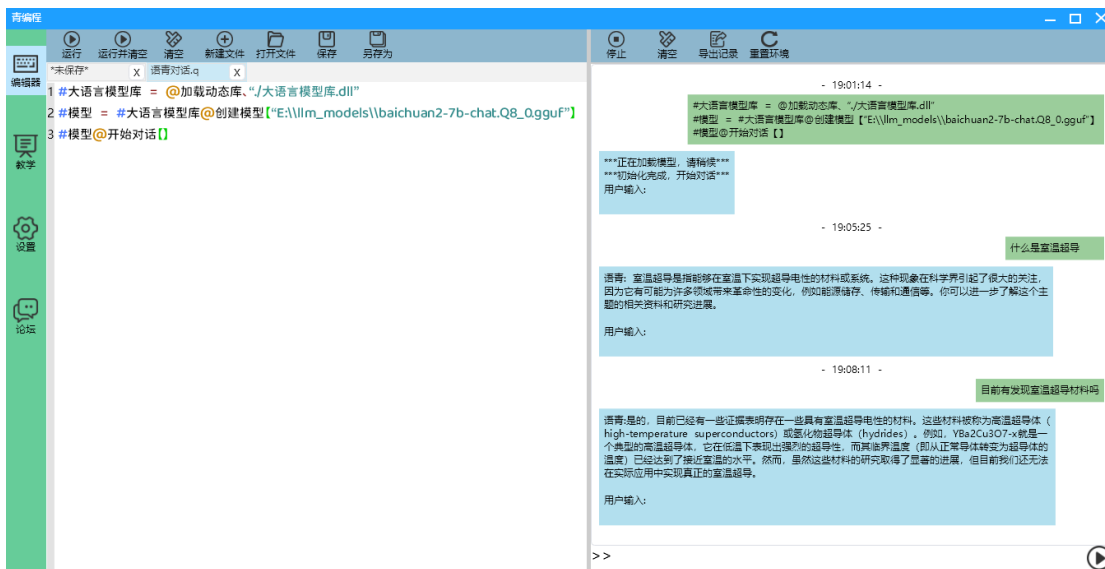 青编程
运行 运行并清空 清空 新建文件 打开文件 保存 另存为
停止 清空 导出记录 重置环境
编辑器
教学
设置
论坛
*未保存* X 语青对话.q X
1 #大语言模型库 = @加载动态库、“./大语言模型库.dll”
2 #模型 = #大语言模型库@创建模型【“E:\\llm_models\\baichuan2-7b-chat.Q8_0.gguf”】
3 #模型@开始对话【】
- 19:01:14 -
#大语言模型库 = @加载动态库、“./大语言模型库.dll”
#模型 = #大语言模型库@创建模型【“E:\\llm_models\\baichuan2-7b-chat.Q8_0.gguf”】
#模型@开始对话【】
***正在加载模型，请稍候***
***初始化完成，开始对话***
用户输入:
- 19:05:25 -
什么是室温超导
语青: 室温超导是指能够在室温下实现超导电性的材料或系统。这种现象在科学界引起了很大的关注，
因为它有可能为许多领域带来革命性的变化，例如能源储存、传输和通信等。你可以进一步了解这个主
题的相关资料和研究进展。
用户输入:
- 19:08:11 -
目前有发现室温超导材料吗
语青:是的，目前已经有一些证据表明存在一些具有室温超导电性的材料。这些材料被称为高温超导体（
high-temperature superconductors）或氢化物超导体（hydrides）。例如，YBa2Cu3O7-x就是一
个典型的高温超导体，它在低温下表现出强烈的超导性，而其临界温度（即从正常导体转变为超导体的
温度）已经达到了接近室温的水平。然而，虽然这些材料的研究取得了显著的进展，但目前我们还无法
在实际应用中实现真正的室温超导。
用户输入:
>>